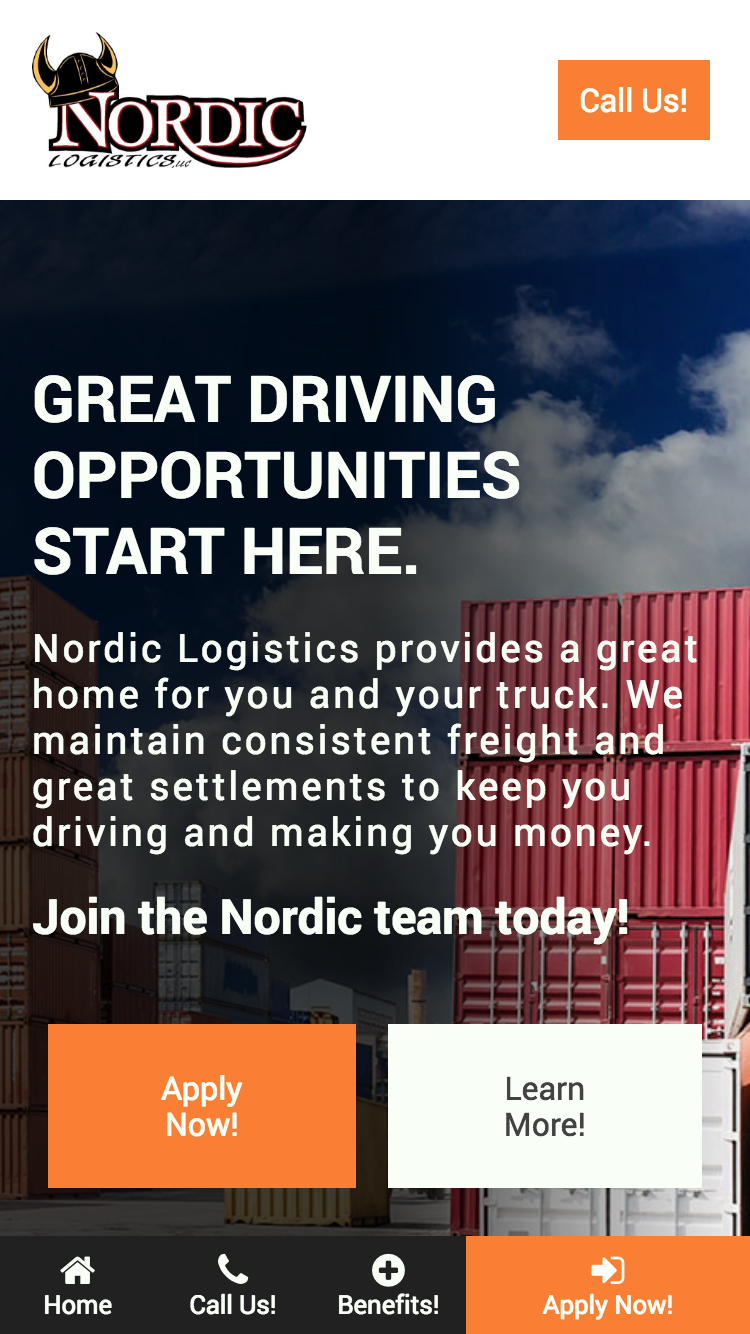 NORDIC
LOGISTICS, LLC
Call Us!
GREAT DRIVING
OPPORTUNITIES
START HERE.
Nordic Logistics provides a great
home for you and your truck. We
maintain consistent freight and
great settlements to keep you
driving and making you money.
Join the Nordic team today!
Apply
Now!
Learn
More!
Home
Call Us!
Benefits!
Apply Now!